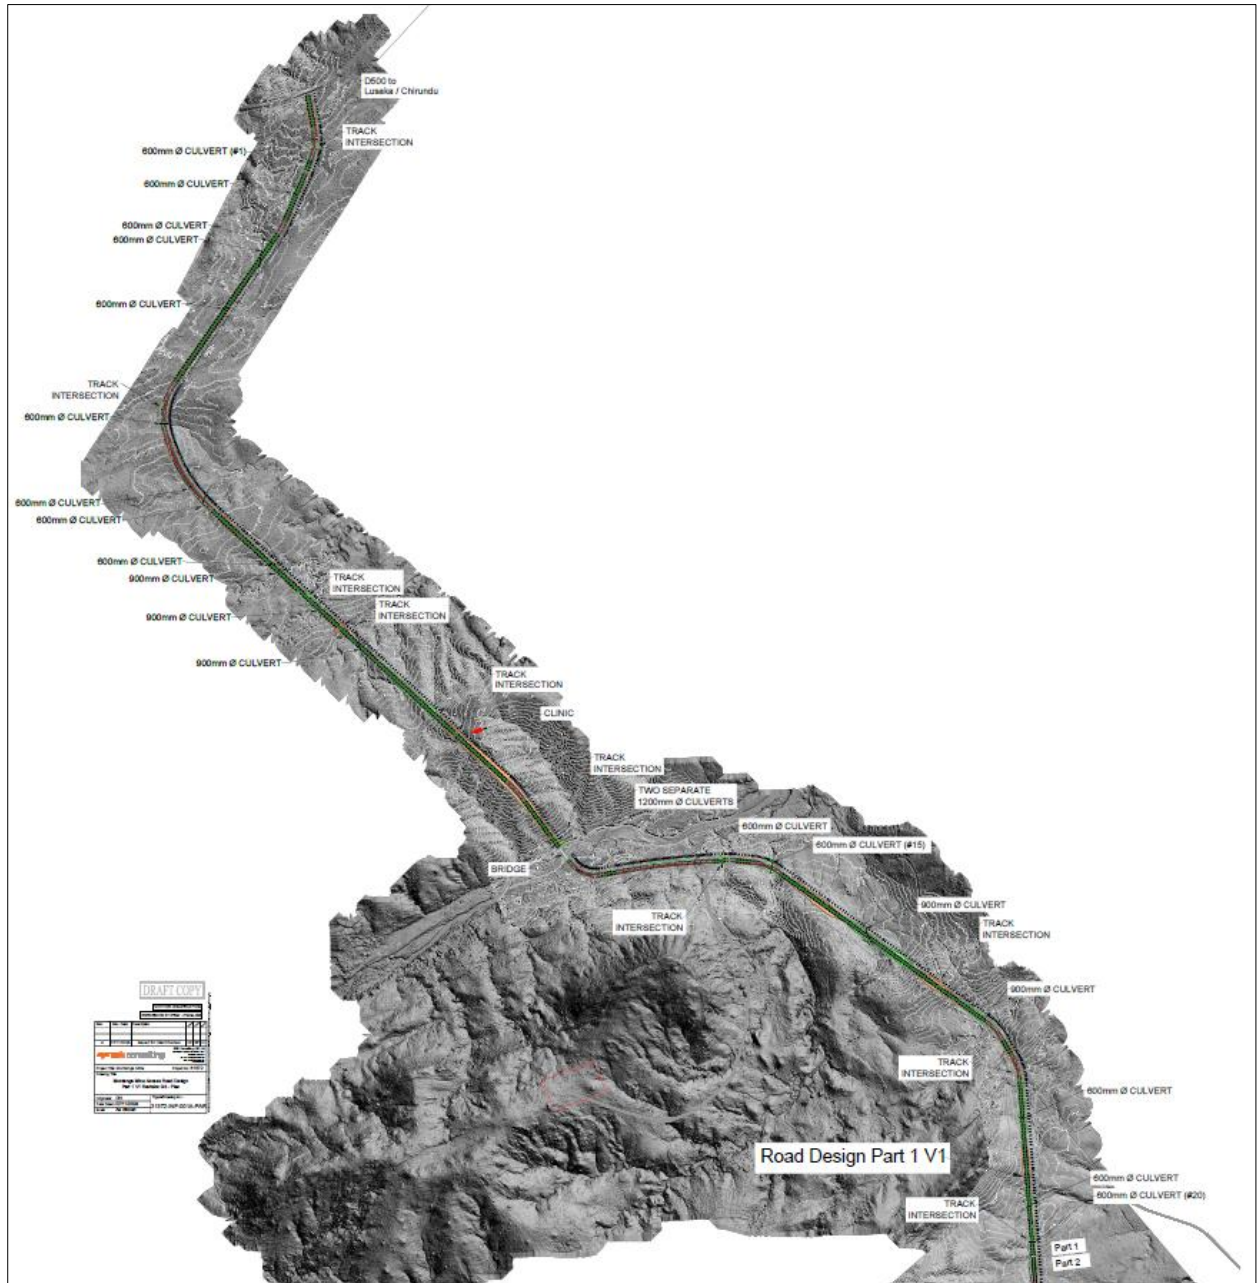 D500 to
Lusaka / Chirundu
TRACK
INTERSECTION
600mm Ø CULVERT (#1)
600mm Ø CULVERT
600mm Ø CULVERT
600mm Ø CULVERT
600mm Ø CULVERT
TRACK
INTERSECTION
600mm Ø CULVERT
600mm Ø CULVERT
600mm Ø CULVERT
600mm Ø CULVERT
900mm Ø CULVERT
TRACK
INTERSECTION
TRACK
INTERSECTION
900mm Ø CULVERT
900mm Ø CULVERT
TRACK
INTERSECTION
CLINIC
TRACK
INTERSECTION
TWO SEPARATE
1200mm Ø CULVERTS
600mm Ø CULVERT
600mm Ø CULVERT (#15)
BRIDGE
900mm Ø CULVERT
TRACK
INTERSECTION
TRACK
INTERSECTION
900mm Ø CULVERT
DRAFT COPY
consulting
TRACK
INTERSECTION
600mm Ø CULVERT
Road Design Part 1 V1
600mm Ø CULVERT
600mm Ø CULVERT (#20)
TRACK
INTERSECTION
Part 1
Part 2